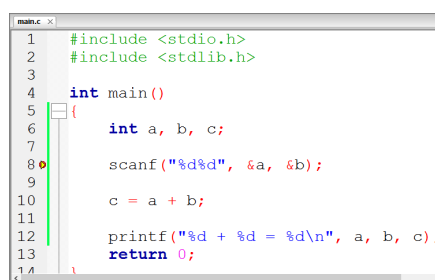 main.c ×
1 #include <stdio.h>
2 #include <stdlib.h>
3
4 int main()
5 {
6 int a, b, c;
7
8 scanf("%d%d", &a, &b);
9
10 c = a + b;
11
12 printf("%d + %d = %d\n", a, b, c)
13 return 0;
14 }